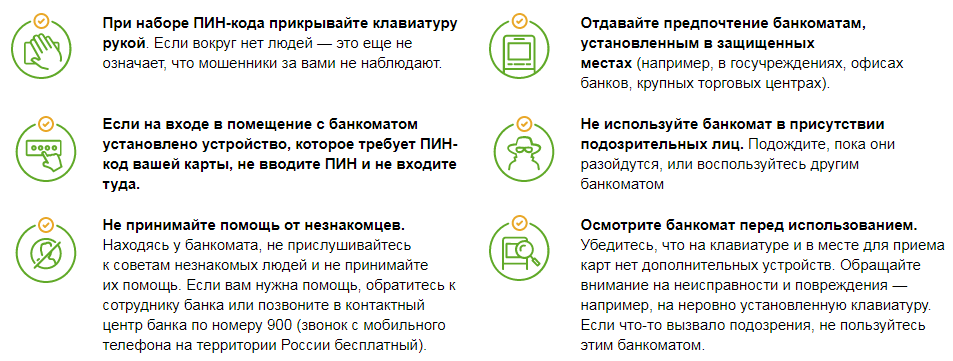 При наборе ПИН-кода прикрывайте клавиатуру
рукой. Если вокруг нет людей — это еще не
означает, что мошенники за вами не наблюдают.
Отдавайте предпочтение банкоматам,
установленным в защищенных
местах (например, в госучреждениях, офисах
банков, крупных торговых центрах).
Если на входе в помещение с банкоматом
установлено устройство, которое требует ПИН-
код вашей карты, не вводите ПИН и не входите
туда.
Не используйте банкомат в присутствии
подозрительных лиц. Подождите, пока они
разойдутся, или воспользуйтесь другим
банкоматом
Не принимайте помощь от незнакомцев.
Находясь у банкомата, не прислушивайтесь
к советам незнакомых людей и не принимайте
их помощь. Если вам нужна помощь, обратитесь к
сотруднику банка или позвоните в контактный
центр банка по номеру 900 (звонок с мобильного
телефона на территории России бесплатный).
Осмотрите банкомат перед использованием.
Убедитесь, что на клавиатуре и в месте для приема
карт нет дополнительных устройств. Обращайте
внимание на неисправности и повреждения —
например, на неровно установленную клавиатуру.
Если что-то вызвало подозрения, не пользуйтесь
этим банкоматом.